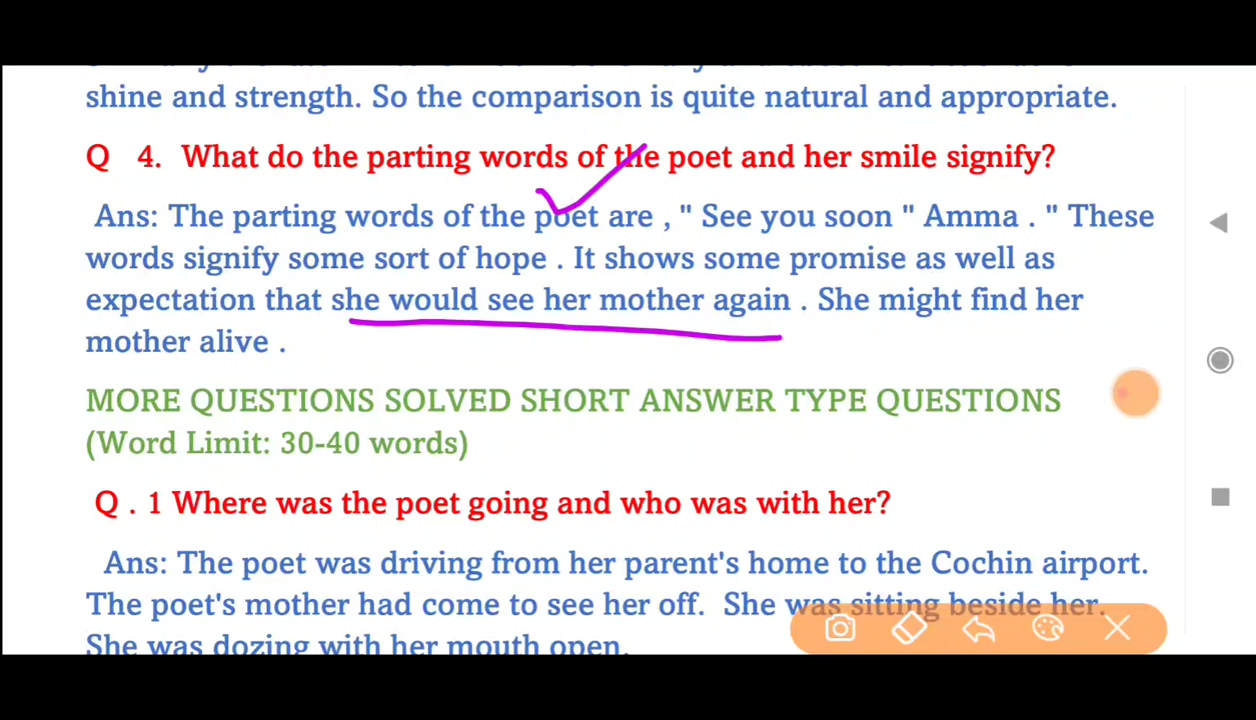 shine and strength. So the comparison is quite natural and appropriate.
Q 4. What do the parting words of the poet and her smile signify?
Ans: The parting words of the poet are , " See you soon " Amma . " These
words signify some sort of hope . It shows some promise as well as
expectation that she would see her mother again . She might find her
mother alive .
MORE QUESTIONS SOLVED SHORT ANSWER TYPE QUESTIONS
(Word Limit: 30-40 words)
Q . 1 Where was the poet going and who was with her?
Ans: The poet was driving from her parent's home to the Cochin airport.
The poet's mother had come to see her off. She was sitting beside her.
She was dozing with her mouth open.